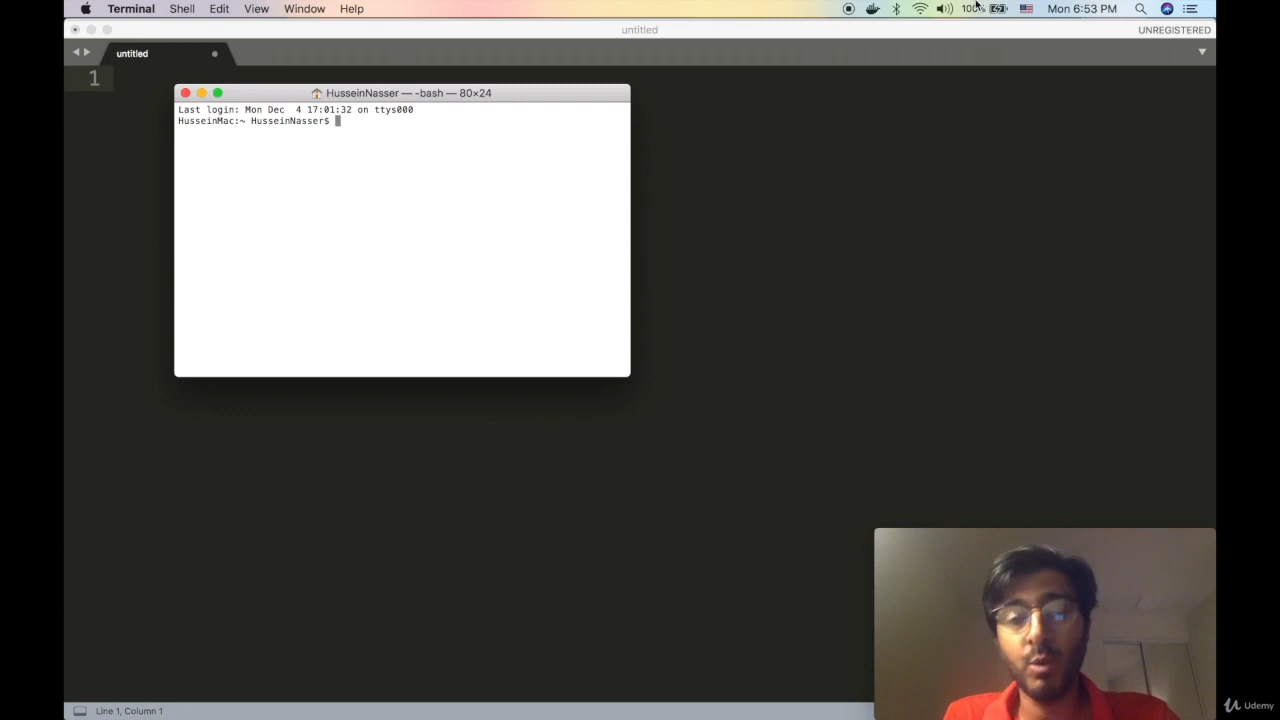 Terminal Shell Edit View Window Help 100% Mon 6:53 PM
untitled UNREGISTERED
untitled
1
HusseinNasser — -bash — 80×24
Last login: Mon Dec  4 17:01:32 on ttys000
HusseinMac:~ HusseinNasser$
Line 1, Column 1
Udemy